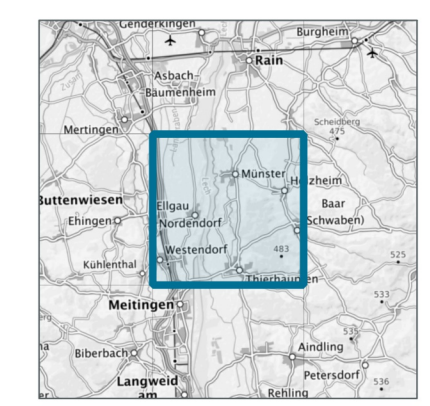 Genderkingen
Burgheim
Rain
Asbach-
Bäumenheim
Mertingen
Scheidberg
475
Münster
Holzheim
Buttenwiesen
Ellgau
Baar
(Schwaben)
Ehingen
Nordendorf
Westendorf
483
525
Kühlenthal
Thierhaupten
533
Meitingen
535
Aindling
Biberbach
Petersdorf
Langweid
am
536
Rehling